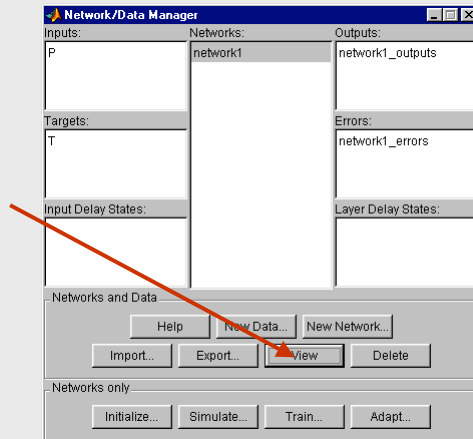 Network/Data Manager
Inputs: Networks: Outputs:
P network1 network1_outputs
Targets: Errors:
T network1_errors
Input Delay States: Layer Delay States:
Networks and Data
Help New Data... New Network...
Import... Export... View Delete
Networks only
Initialize... Simulate... Train... Adapt...